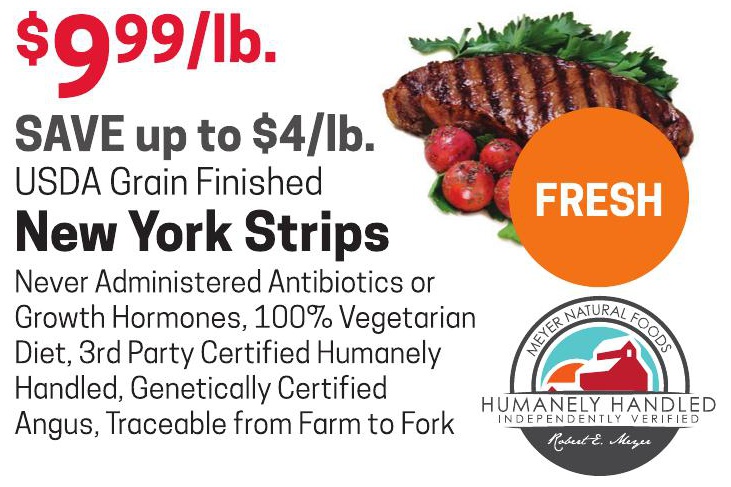 $9.99/lb.
SAVE up to $4/lb.
USDA Grain Finished
New York Strips
Never Administered Antibiotics or
Growth Hormones, 100% Vegetarian
Diet, 3rd Party Certified Humanely
Handled, Genetically Certified
Angus, Traceable from Farm to Fork
FRESH
MEYER NATURAL FOODS
HUMANELY HANDLED
INDEPENDENTLY VERIFIED
Robert E. Meyer